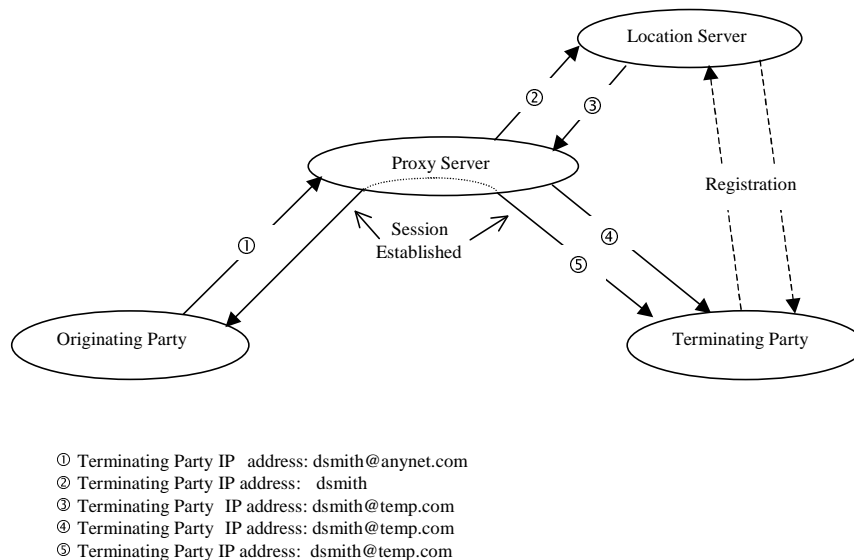 Location Server
②
③
Proxy Server
Registration
①
Session
Established
④
⑤
Originating Party
Terminating Party
① Terminating Party IP address: dsmith@anynet.com
② Terminating Party IP address: dsmith
③ Terminating Party IP address: dsmith@temp.com
④ Terminating Party IP address: dsmith@temp.com
⑤ Terminating Party IP address: dsmith@temp.com